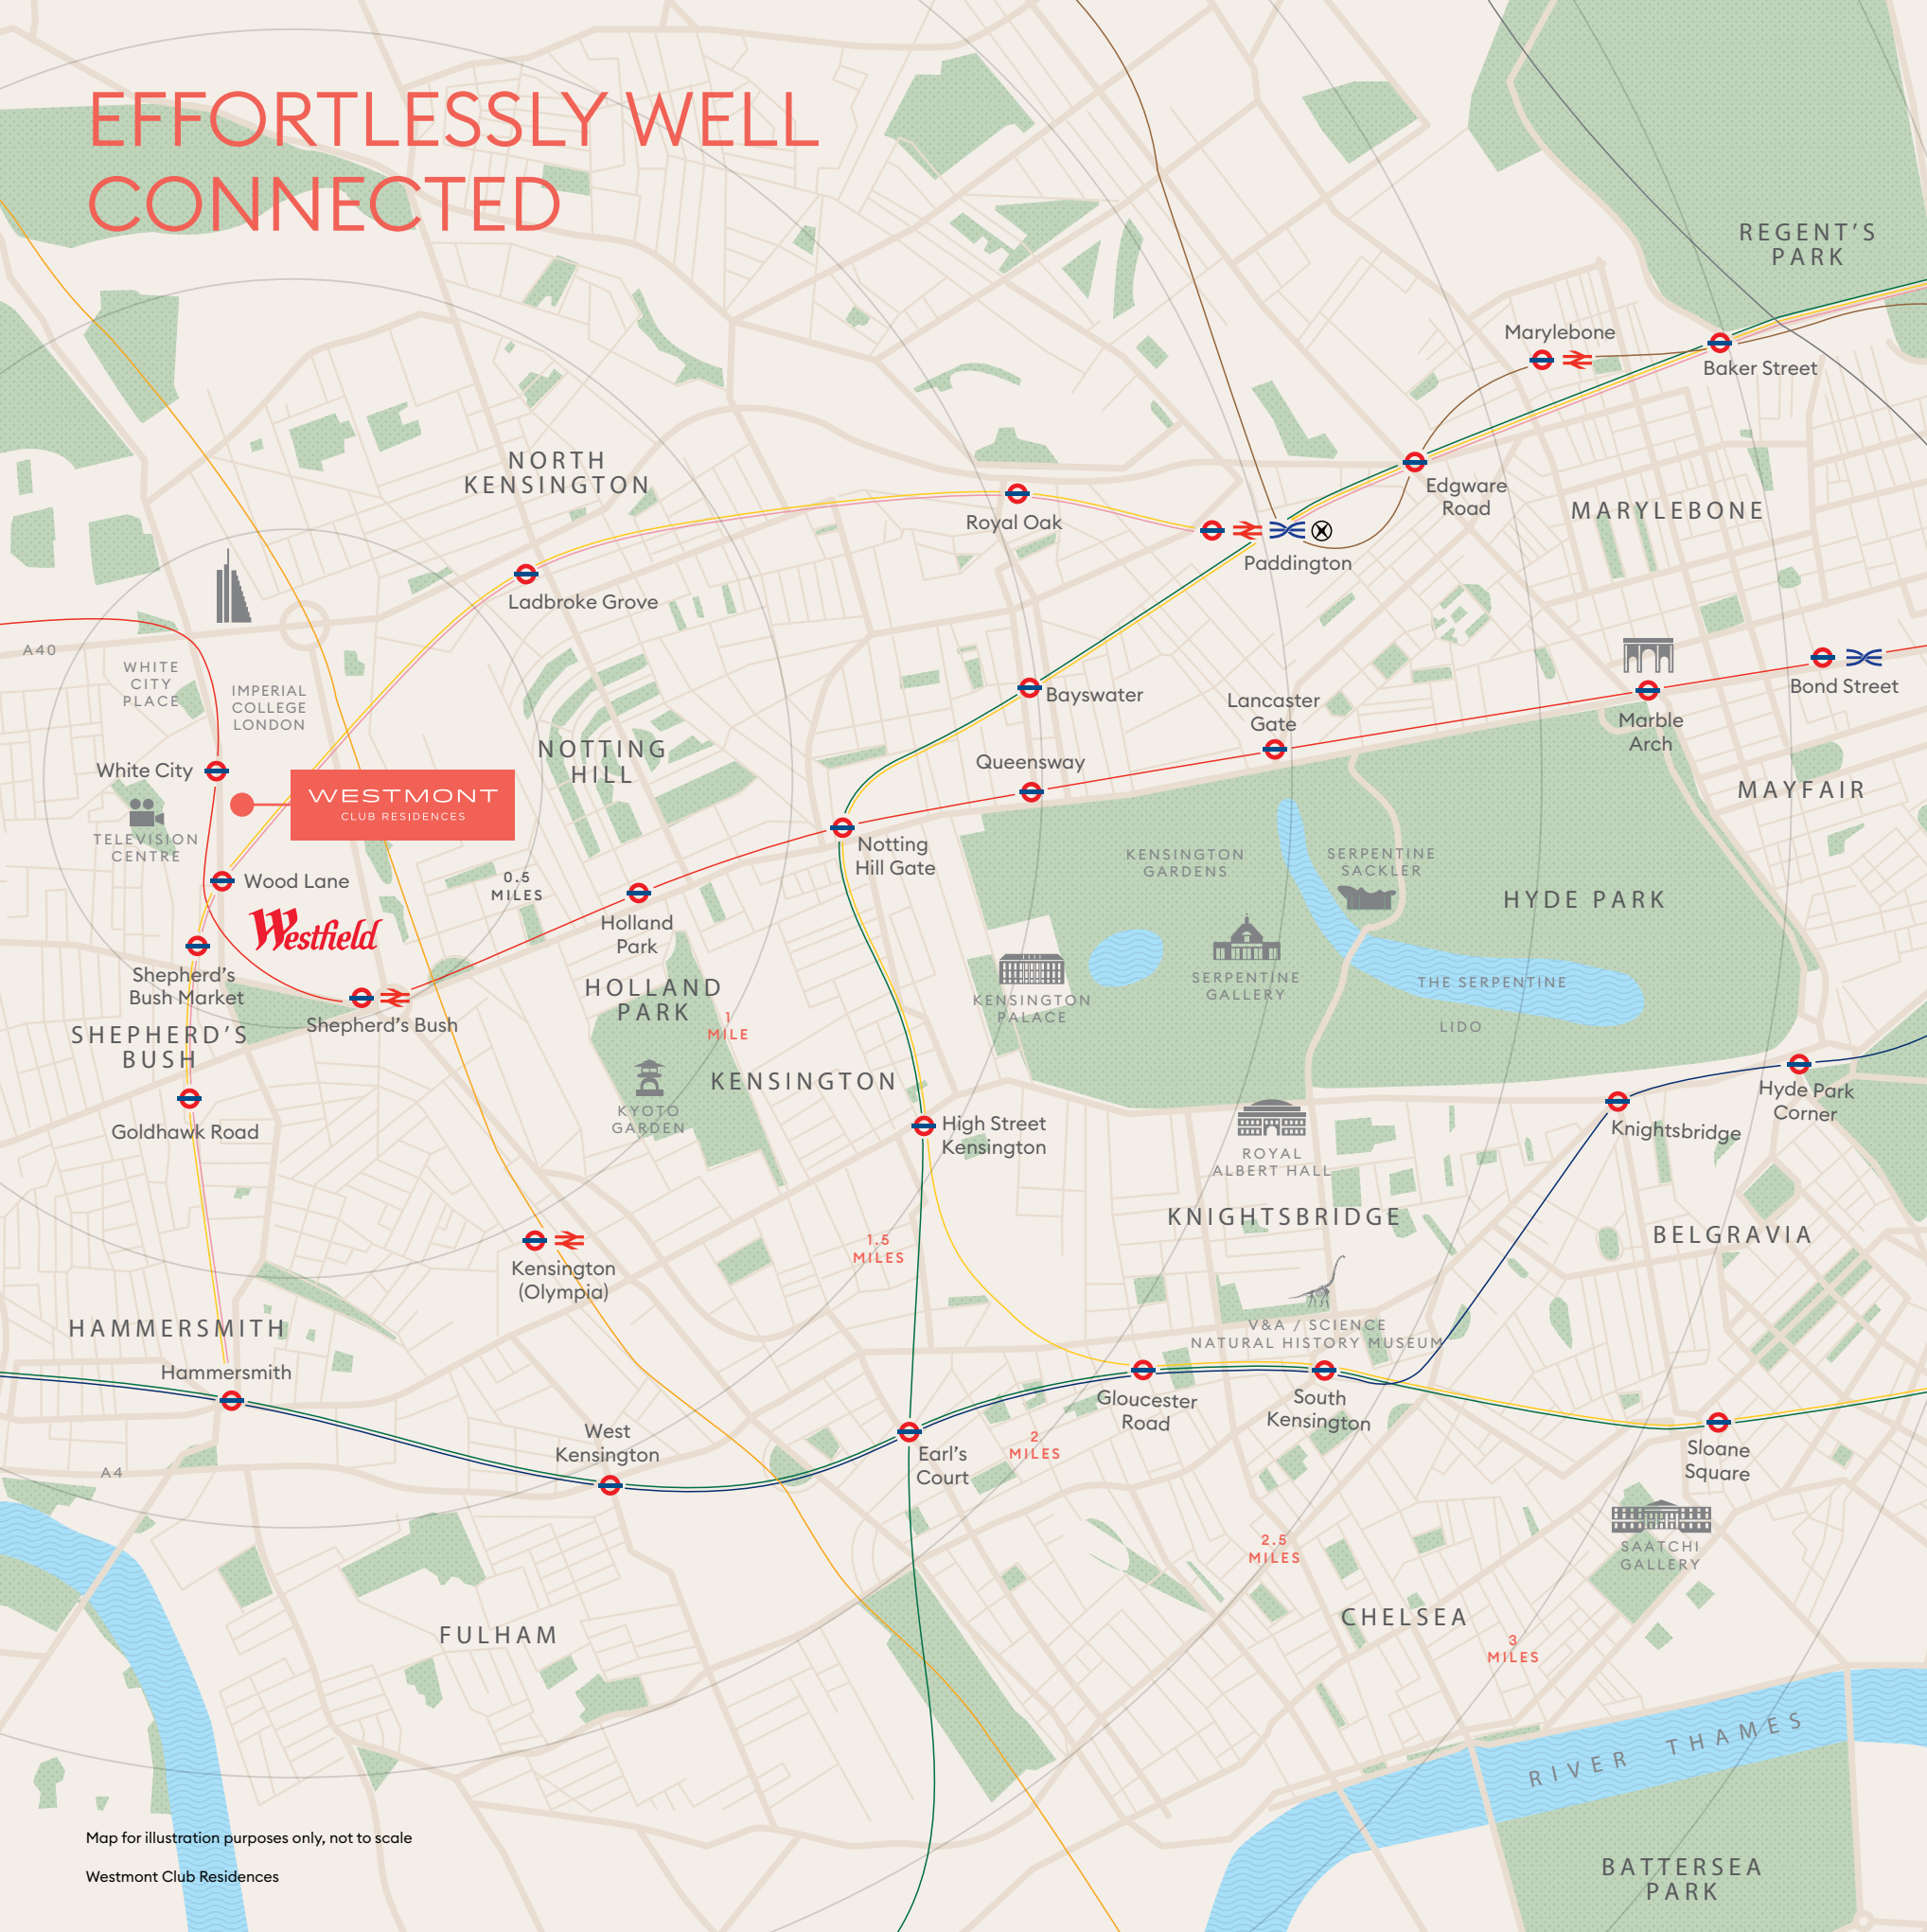 EFFORTLESSLY WELL
CONNECTED
REGENT'S
PARK
Marylebone
Baker Street
NORTH
KENSINGTON
Royal Oak
Edgware
Road
MARYLEBONE
Paddington
Ladbroke Grove
A40
WHITE
CITY
PLACE
IMPERIAL
COLLEGE
LONDON
Bayswater
Lancaster
Gate
Marble
Arch
Bond Street
NOTTING
HILL
Queensway
White City
WESTMONT
CLUB RESIDENCES
MAYFAIR
TELEVISION
CENTRE
Notting
Hill Gate
KENSINGTON
GARDENS
SERPENTINE
SACKLER
HYDE PARK
Wood Lane
0.5
MILES
Westfield
Holland
Park
Shepherd's
Bush Market
HOLLAND
PARK
KENSINGTON
PALACE
SERPENTINE
GALLERY
THE SERPENTINE
LIDO
SHEPHERD'S
BUSH
Shepherd's Bush
1
MILE
KENSINGTON
Goldhawk Road
KYOTO
GARDEN
High Street
Kensington
ROYAL
ALBERT HALL
Knightsbridge
Hyde Park
Corner
KNIGHTSBRIDGE
BELGRAVIA
1.5
MILES
Kensington
(Olympia)
HAMMERSMITH
Hammersmith
V&A / SCIENCE
NATURAL HISTORY MUSEUM
Gloucester
Road
South
Kensington
West
Kensington
Earl's
Court
2
MILES
Sloane
Square
A4
2.5
MILES
SAATCHI
GALLERY
FULHAM
CHELSEA
3
MILES
RIVER THAMES
Map for illustration purposes only, not to scale
Westmont Club Residences
BATTERSEA
PARK